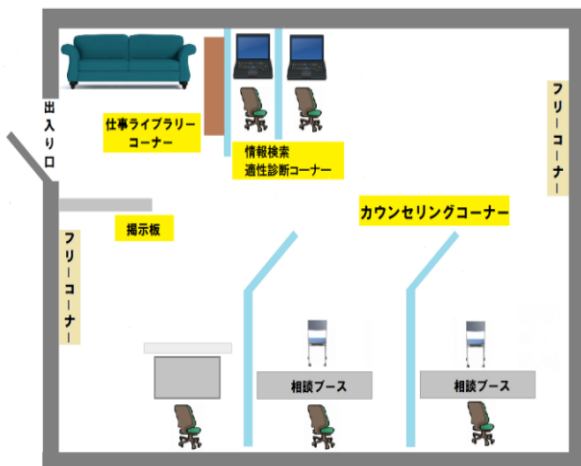 出入り口
仕事ライブラリー
コーナー
情報検索
適性診断コーナー
フリーコーナー
カウンセリングコーナー
掲示板
フリーコーナー
相談ブース
相談ブース